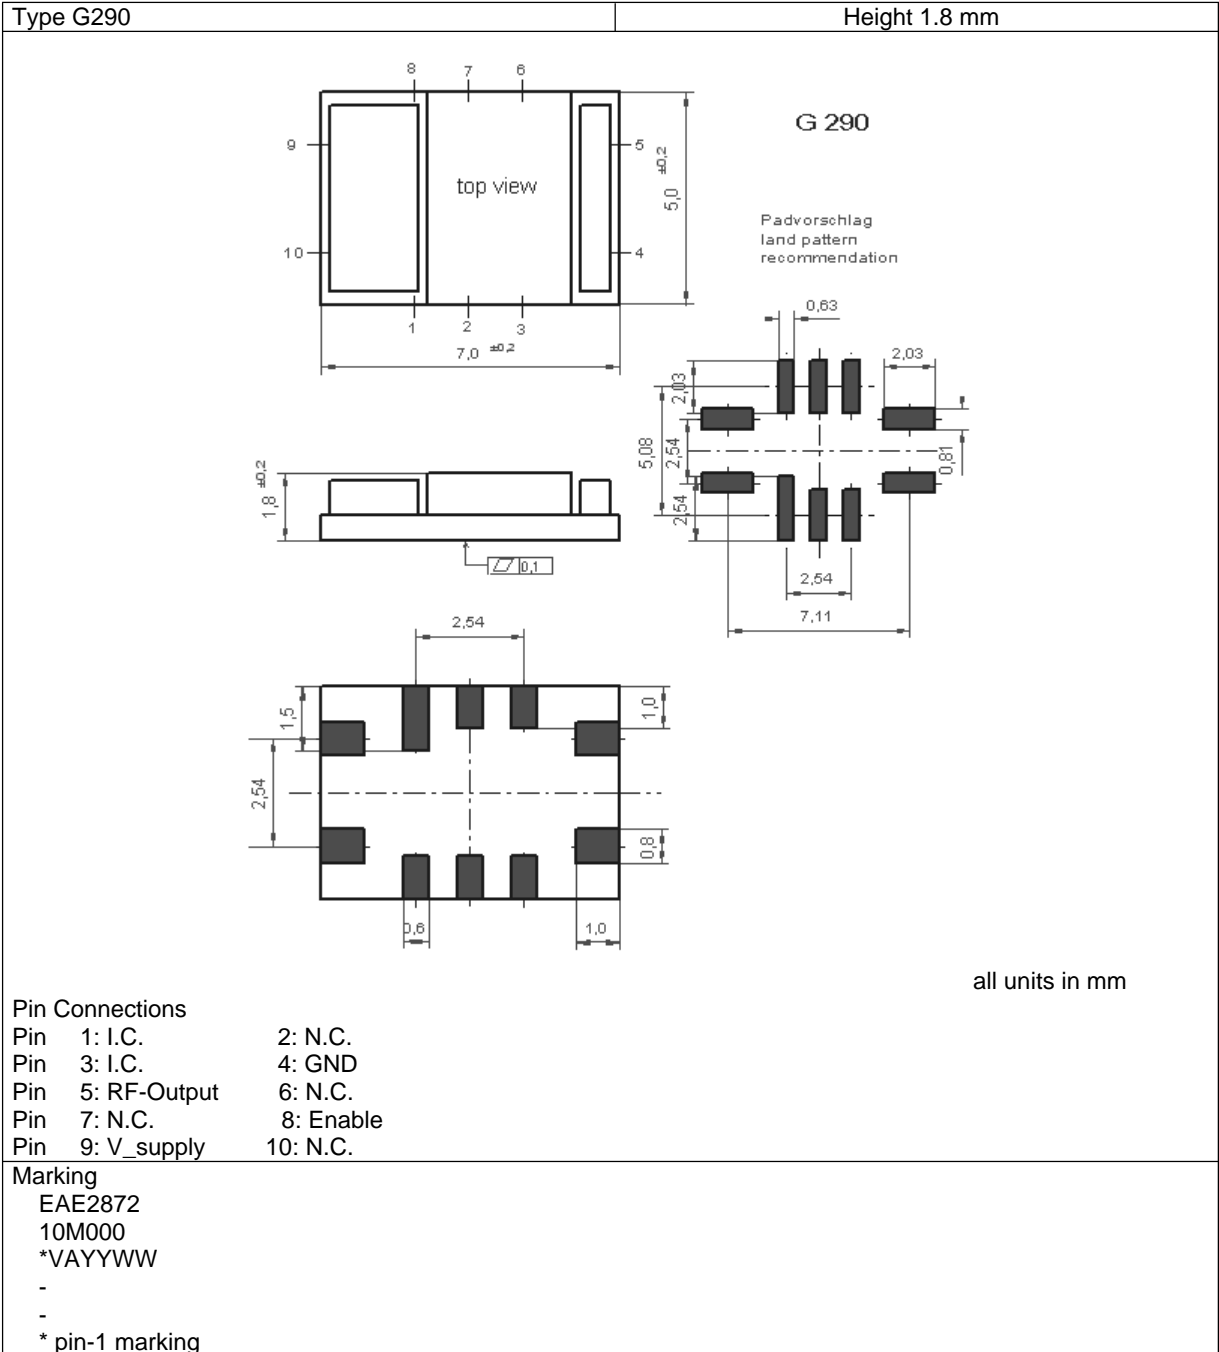 Type G290 Height 1.8 mm
8 7 6
G 290
9 5
±0,2
5,0
top view
Padvorschlag
land pattern
recommendation
10 4
1 2 3
7,0 ±0,2
0,63
2,03
2,03
5,08
2,54
0,81
2,54
1,8 ±0,2
0,1
2,54
7,11
2,54
1,5
1,0
2,54
0,8
0,6
1,0
all units in mm
Pin Connections
Pin 1: I.C. 2: N.C.
Pin 3: I.C. 4: GND
Pin 5: RF-Output 6: N.C.
Pin 7: N.C. 8: Enable
Pin 9: V_supply 10: N.C.
Marking
EAE2872
10M000
*VAYYWW
-
-
* pin-1 marking